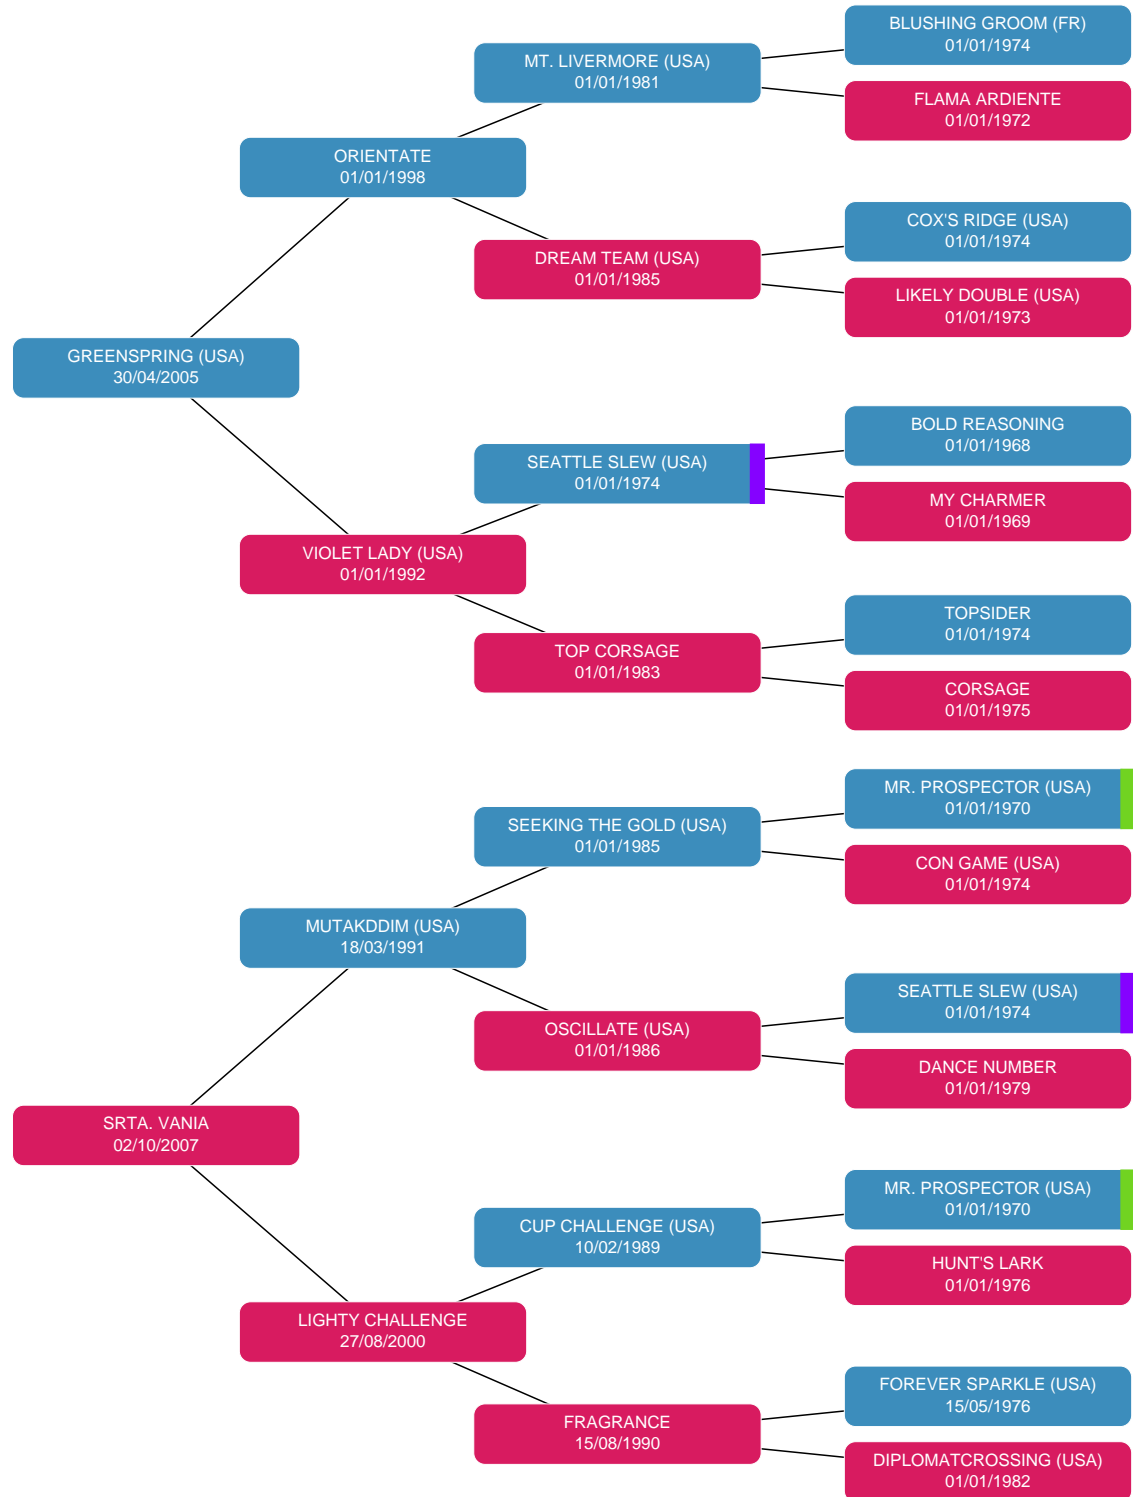 BLUSHING GROOM (FR)
01/01/1974
MT. LIVERMORE (USA)
01/01/1981
FLAMA ARDIENTE
01/01/1972
ORIENTATE
01/01/1998
COX'S RIDGE (USA)
01/01/1974
DREAM TEAM (USA)
01/01/1985
LIKELY DOUBLE (USA)
01/01/1973
GREENSPRING (USA)
30/04/2005
BOLD REASONING
01/01/1968
SEATTLE SLEW (USA)
01/01/1974
MY CHARMER
01/01/1969
VIOLET LADY (USA)
01/01/1992
TOPSIDER
01/01/1974
TOP CORSAGE
01/01/1983
CORSAGE
01/01/1975
MR. PROSPECTOR (USA)
01/01/1970
SEEKING THE GOLD (USA)
01/01/1985
CON GAME (USA)
01/01/1974
MUTAKDDIM (USA)
18/03/1991
SEATTLE SLEW (USA)
01/01/1974
OSCILLATE (USA)
01/01/1986
DANCE NUMBER
01/01/1979
SRTA. VANIA
02/10/2007
MR. PROSPECTOR (USA)
01/01/1970
CUP CHALLENGE (USA)
10/02/1989
HUNT'S LARK
01/01/1976
LIGHTY CHALLENGE
27/08/2000
FOREVER SPARKLE (USA)
15/05/1976
FRAGRANCE
15/08/1990
DIPLOMATCROSSING (USA)
01/01/1982